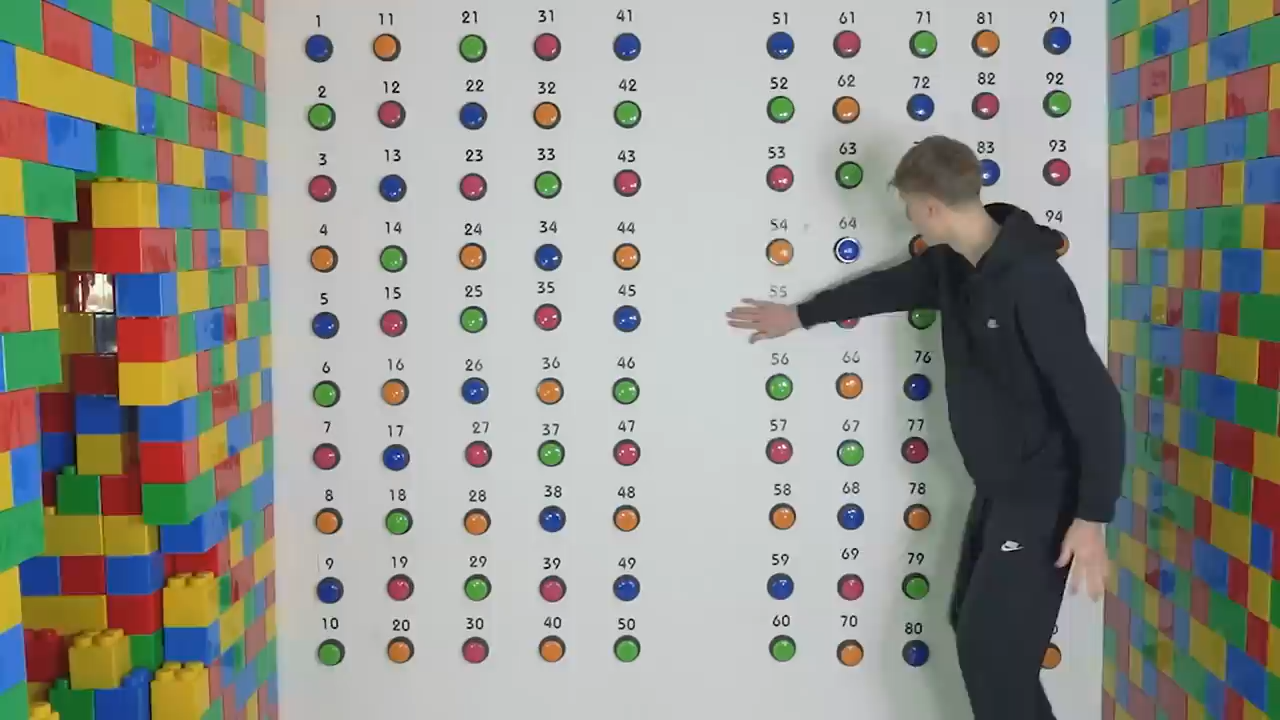 1 11 21 31 41 51 61 71 81 91
2 12 22 32 42 52 62 72 82 92
3 13 23 33 43 53 63 83 93
4 14 24 34 44 54 64 94
5 15 25 35 45 55
6 16 26 36 46 56 66 76
7 17 27 37 47 57 67 77
8 18 28 38 48 58 68 78
9 19 29 39 49 59 69 79
10 20 30 40 50 60 70 80